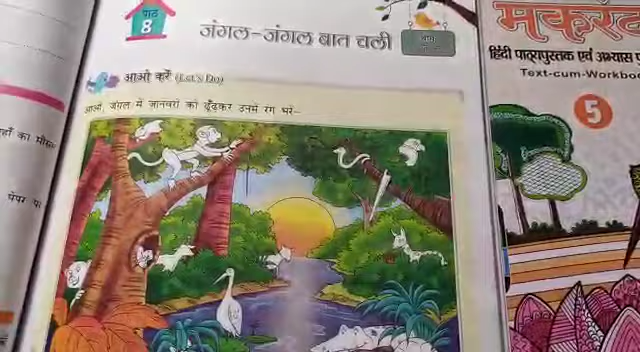 पाठ
8
जंगल-जंगल बात चली
आओ करें (Let's Do)
आओ, जंगल में जानवरों को ढूँढ़कर उनमें रंग भरें-
मकरंद
हिंदी पाठ्यपुस्तक एवं अभ्यास
Text-cum-Workbo
5